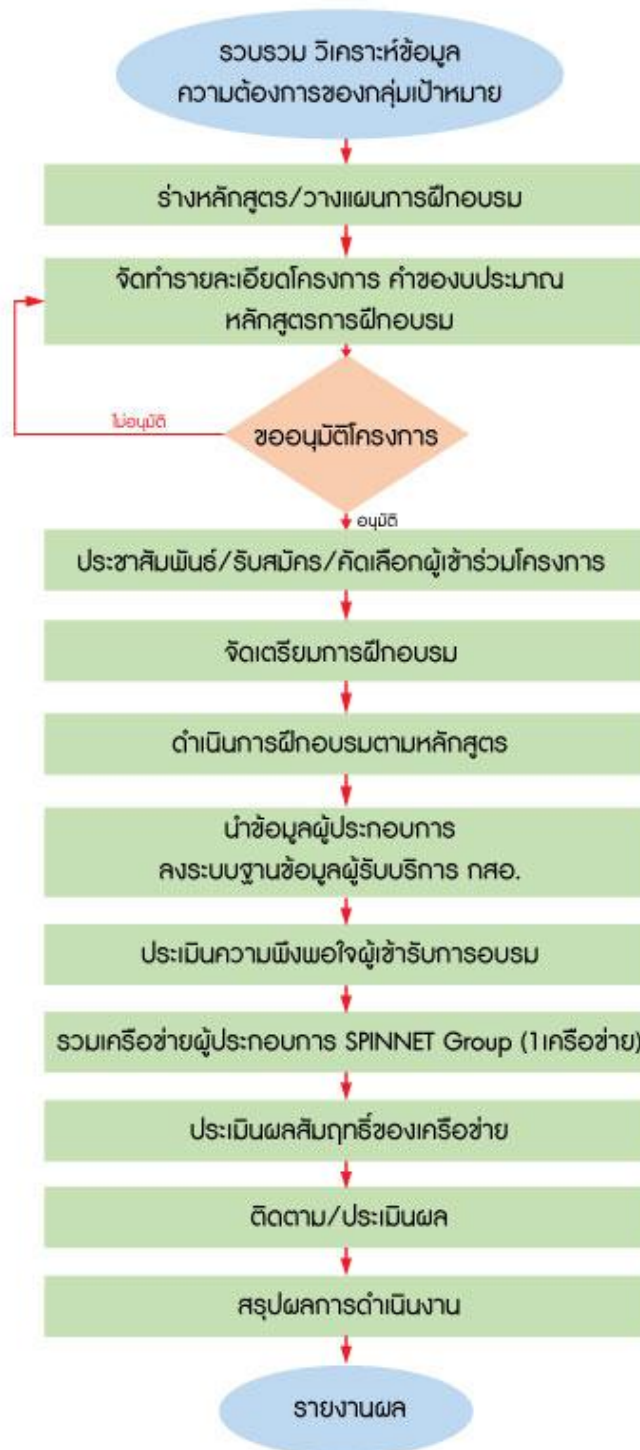 รวบรวม วิเคราะห์ข้อมูล
ความต้องการของกลุ่มเป้าหมาย
ร่างหลักสูตร/วางแผนการฝึกอบรม
จัดทำรายละเอียดโครงการ คำของบประมาณ
หลักสูตรการฝึกอบรม
ไม่อนุมัติ
ขออนุมัติโครงการ
อนุมัติ
ประชาสัมพันธ์/รับสมัคร/คัดเลือกผู้เข้าร่วมโครงการ
จัดเตรียมการฝึกอบรม
ดำเนินการฝึกอบรมตามหลักสูตร
นำข้อมูลผู้ประกอบการ
ลงระบบฐานข้อมูลผู้รับบริการ กสอ.
ประเมินความพึงพอใจผู้เข้ารับการอบรม
รวมเครือข่ายผู้ประกอบการ SPINNET Group (1เครือข่าย)
ประเมินผลสัมฤทธิ์ของเครือข่าย
ติดตาม/ประเมินผล
สรุปผลการดำเนินงาน
รายงานผล